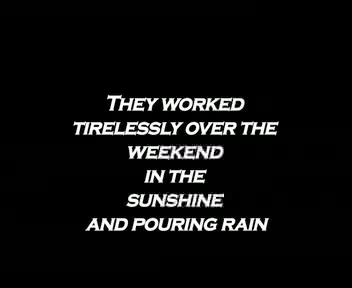 They worked
tirelessly over the
weekend
in the
sunshine
and pouring rain